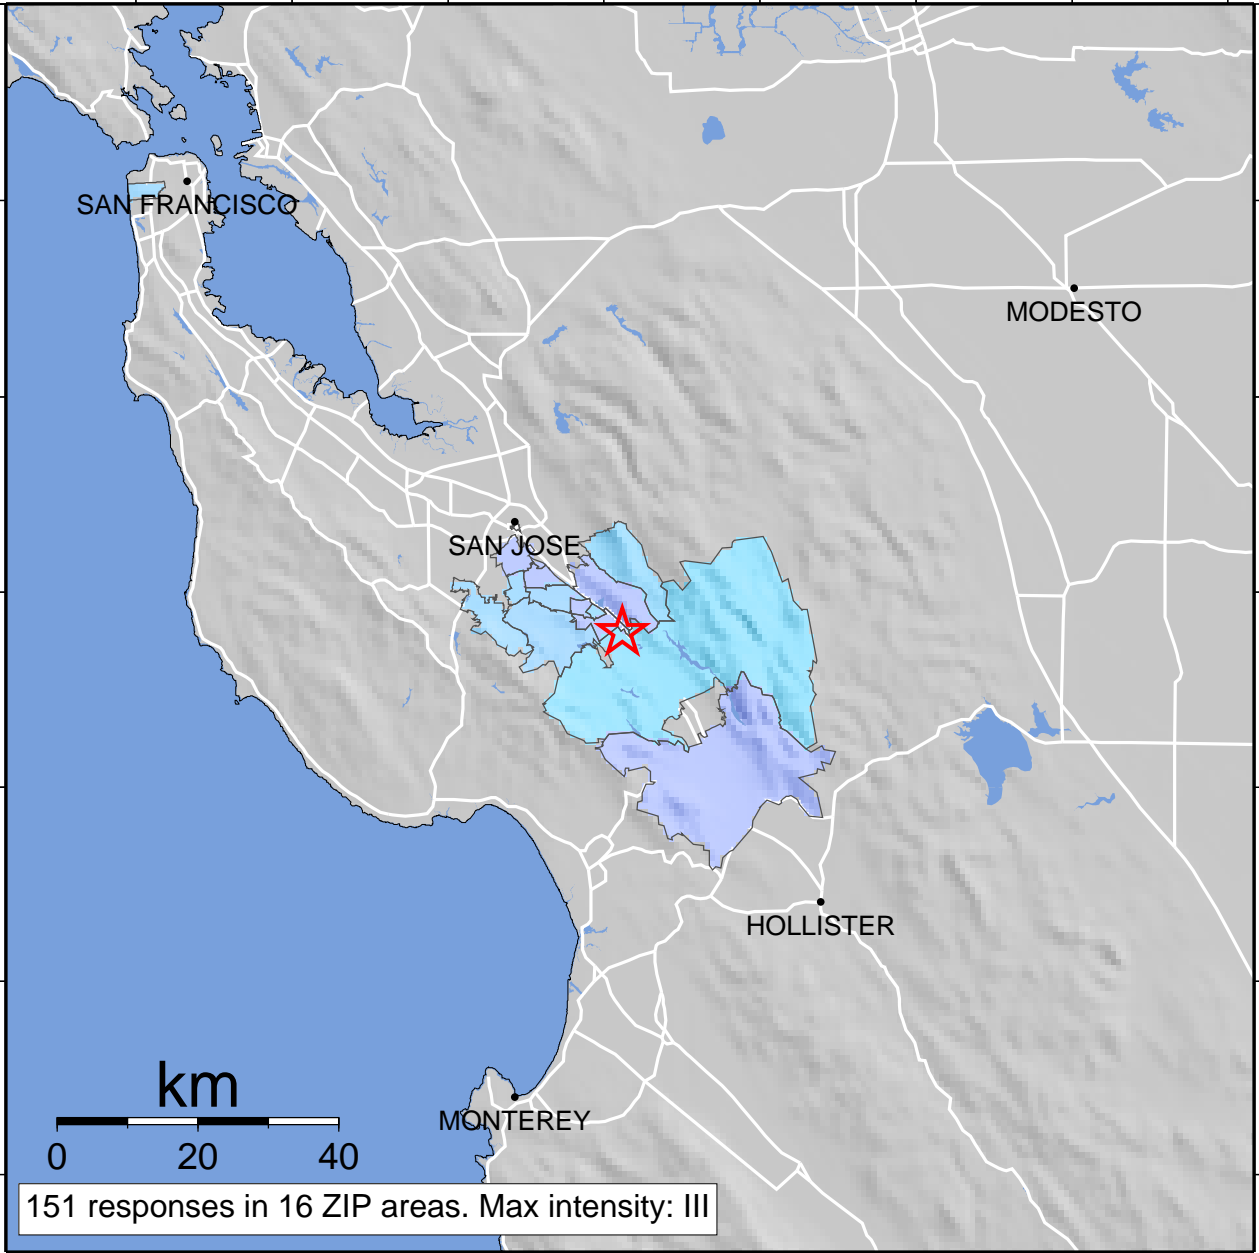 SAN FRANCISCO
MODESTO
SAN JOSE
HOLLISTER
km
MONTEREY
0 20 40
151 responses in 16 ZIP areas. Max intensity: III